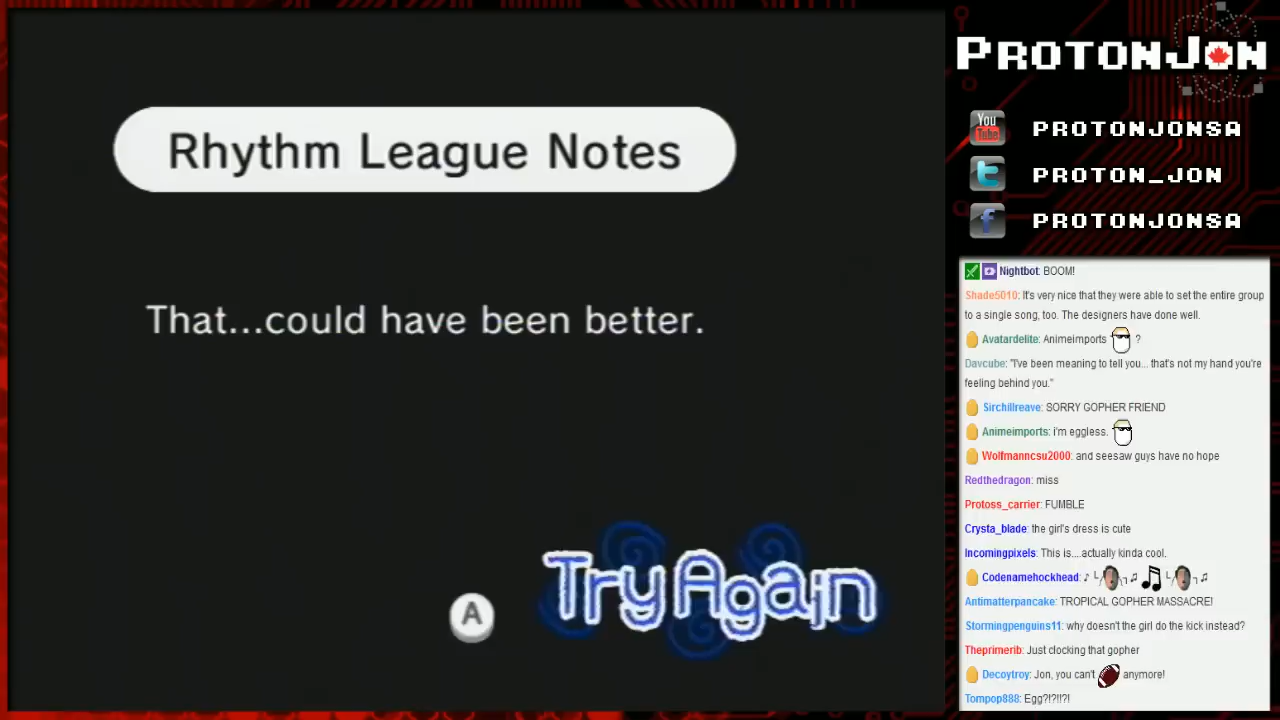 Rhythm League Notes
That...could have been better.
Try Again
A
PROTONJON
You
Tube
PROTONJONSA
PROTON_JON
PROTONJONSA
Nightbot: BOOM!
Shade5010: It's very nice that they were able to set the entire group
to a single song, too. The designers have done well.
Avatardelite: Animeimports ?
Davcube: "I've been meaning to tell you... that's not my hand you're
feeling behind you."
Sirchillreave: SORRY GOPHER FRIEND
Animeimports: i'm eggless.
Wolfmanncsu2000: and seesaw guys have no hope
Redthedragon: miss
Protoss_carrier: FUMBLE
Crysta_blade: the girl's dress is cute
Incomingpixels: This is....actually kinda cool.
Codenamehockhead: ♪ └ ┐♫ └ ┐♫
Antimatterpancake: TROPICAL GOPHER MASSACRE!
Stormingpenguins11: why doesn't the girl do the kick instead?
Theprimerib: Just clocking that gopher
Decoytroy: Jon, you can't anymore!
Tompop888: Egg?!?!!?!